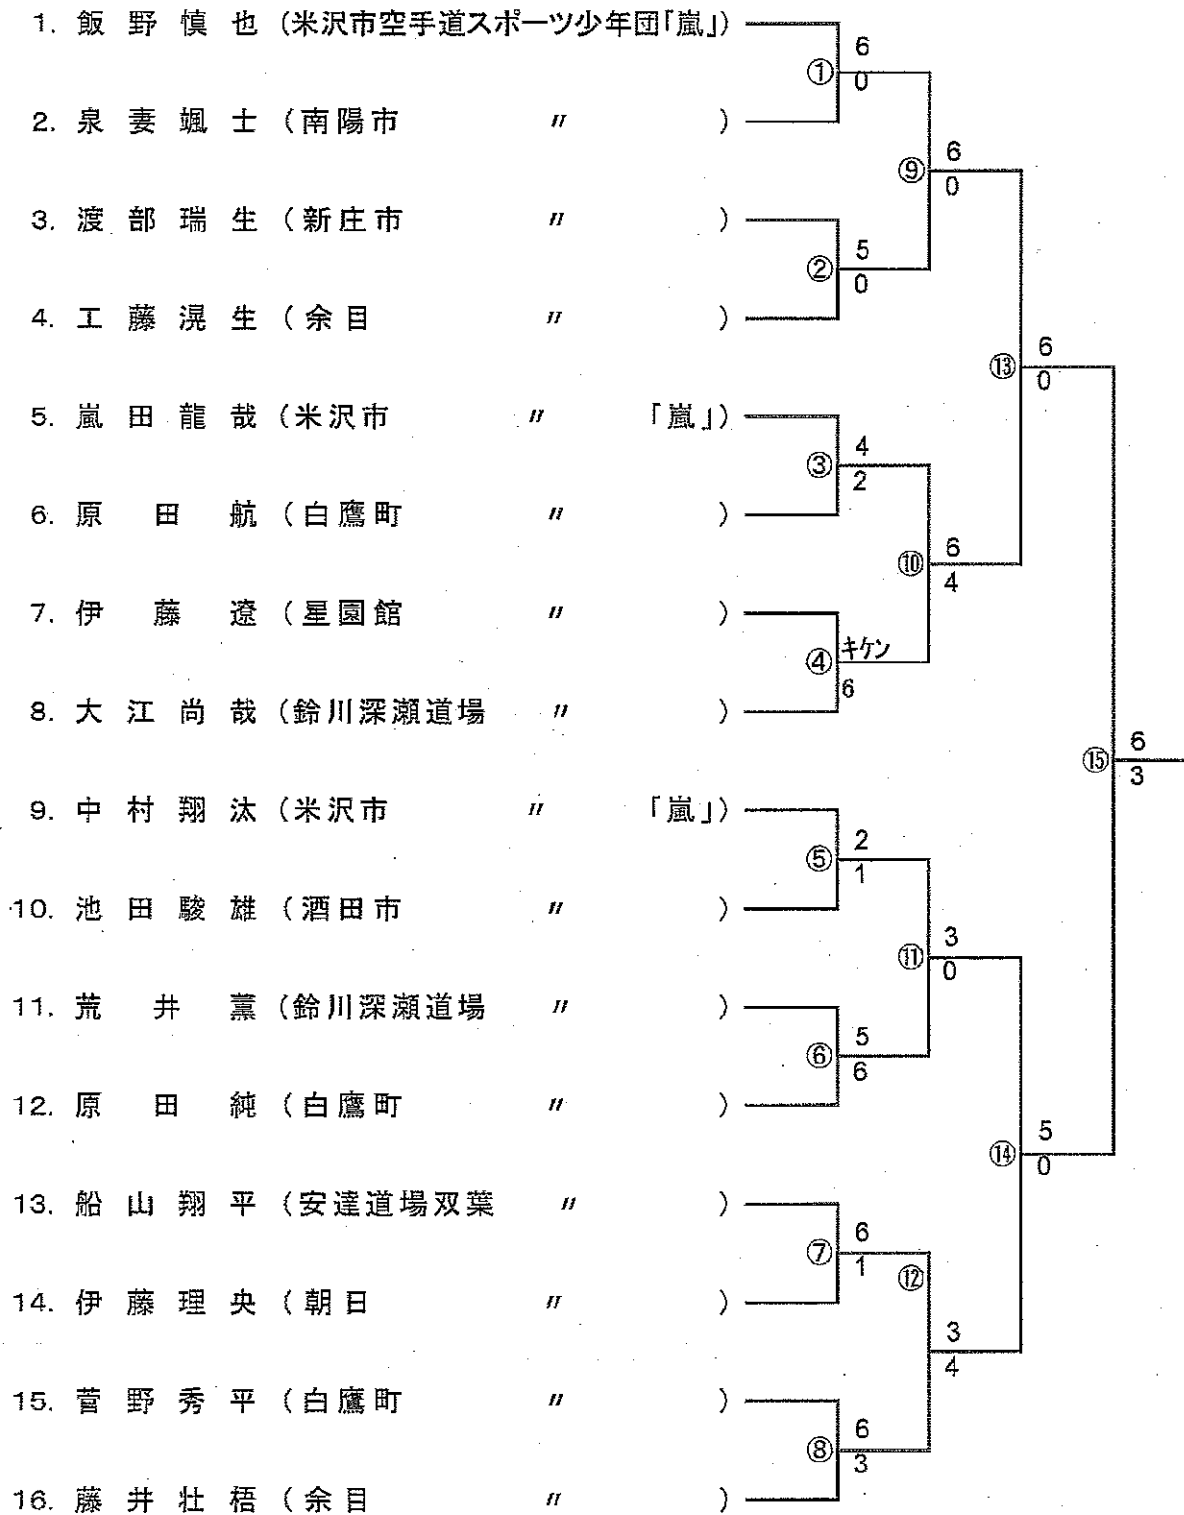 1. 飯野慎也 (米沢市空手道スポーツ少年団「嵐」)
6
①
0
2. 泉妻颯士 (南陽市 〃 )
6
⑨
0
3. 渡部瑞生 (新庄市 〃 )
5
②
0
4. 工藤滉生 (余目 〃 )
6
⑬
0
5. 嵐田龍哉 (米沢市 〃 「嵐」)
4
③
2
6. 原田航 (白鷹町 〃 )
6
⑩
4
7. 伊藤遼 (星園館 〃 )
キケン
④
6
8. 大江尚哉 (鈴川深瀬道場 〃 )
6
⑮
3
9. 中村翔汰 (米沢市 〃 「嵐」)
2
⑤
1
10. 池田駿雄 (酒田市 〃 )
3
⑪
0
11. 荒井薫 (鈴川深瀬道場 〃 )
5
⑥
6
12. 原田純 (白鷹町 〃 )
5
⑭
0
13. 船山翔平 (安達道場双葉 〃 )
6
⑦
1
⑫
14. 伊藤理央 (朝日 〃 )
3
4
15. 菅野秀平 (白鷹町 〃 )
6
⑧
3
16. 藤井壮梧 (余目 〃 )